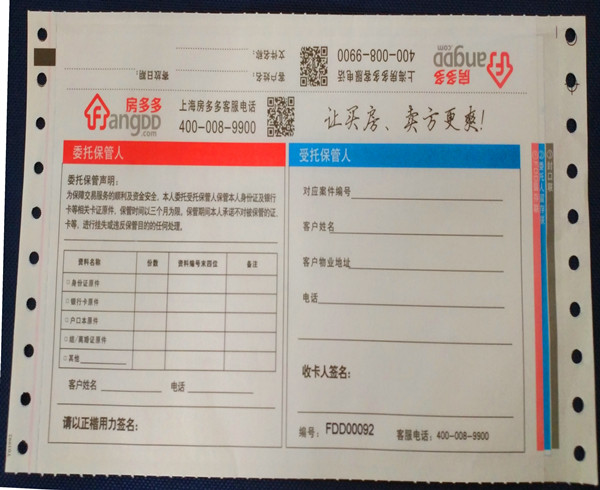 寄放日期：
客户姓名：
文件名称：
上海房多多客服电话
400-008-9900
房多多
angDD
.com
房多多
fangDD
.com
上海房多多客服电话
400-008-9900
让买房、卖方更爽！
委托保管人
委托保管声明：
为保障交易服务的顺利及资金安全，本人委托受托保管人保管本人身份证及银行
卡等相关卡证原件，保管时间以三个月为限，保管期间本人承诺不对被保管的证、
卡等，进行挂失或违反保管目的的任何处理。
资料名称 份数 资料编号末四位 备注
□身份证原件
□银行卡原件
□户口本原件
□结/离婚证原件
□其他
客户姓名 电话
请以正楷用力签名：
受托保管人
对应案件编号
客户姓名
客户物业地址
电话
收卡人签名：
编号： FDD00092 客服电话：400-008-9900